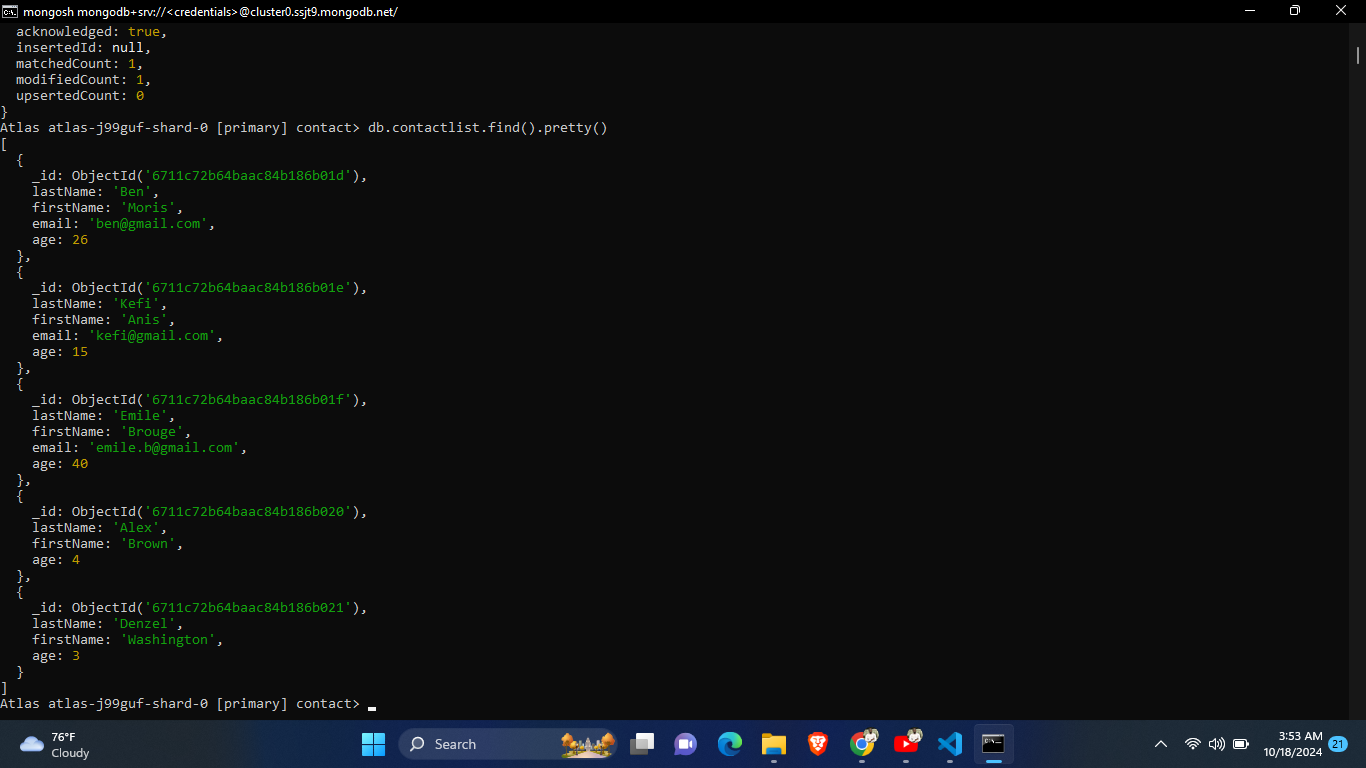 mongosh mongodb+srv://<credentials>@cluster0.ssjt9.mongodb.net/
  acknowledged: true,
  insertedId: null,
  matchedCount: 1,
  modifiedCount: 1,
  upsertedCount: 0
}
Atlas atlas-j99guf-shard-0 [primary] contact> db.contactlist.find().pretty()
[
  {
    _id: ObjectId('6711c72b64baac84b186b01d'),
    lastName: 'Ben',
    firstName: 'Moris',
    email: 'ben@gmail.com',
    age: 26
  },
  {
    _id: ObjectId('6711c72b64baac84b186b01e'),
    lastName: 'Kefi',
    firstName: 'Anis',
    email: 'kefi@gmail.com',
    age: 15
  },
  {
    _id: ObjectId('6711c72b64baac84b186b01f'),
    lastName: 'Emile',
    firstName: 'Brouge',
    email: 'emile.b@gmail.com',
    age: 40
  },
  {
    _id: ObjectId('6711c72b64baac84b186b020'),
    lastName: 'Alex',
    firstName: 'Brown',
    age: 4
  },
  {
    _id: ObjectId('6711c72b64baac84b186b021'),
    lastName: 'Denzel',
    firstName: 'Washington',
    age: 3
  }
]
Atlas atlas-j99guf-shard-0 [primary] contact>
76°F
Cloudy
Search
3:53 AM
10/18/2024
21